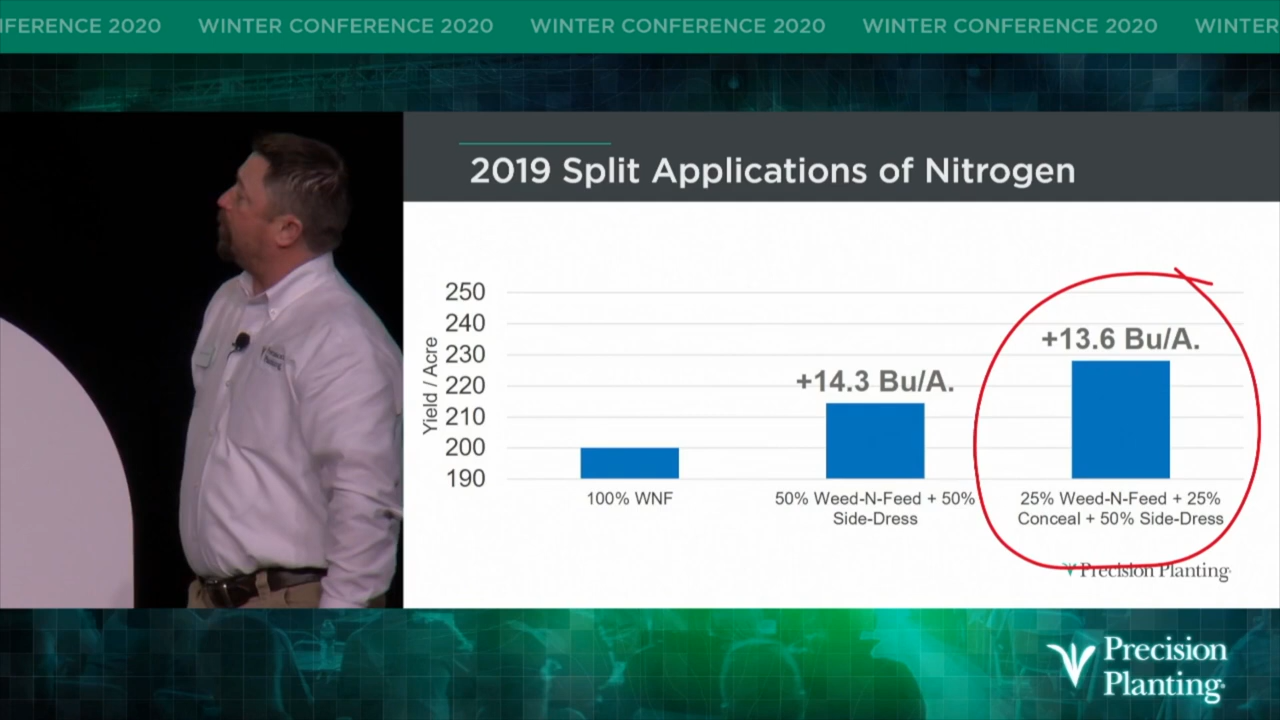 FERENCE 2020 WINTER CONFERENCE 2020 WINTER CONFERENCE 2020 WINTER CONFERENCE 2020 WINTER
2019 Split Applications of Nitrogen
Yield / Acre
250
240
230
220
210
200
190
+14.3 Bu/A.
+13.6 Bu/A.
100% WNF
50% Weed-N-Feed + 50%
Side-Dress
25% Weed-N-Feed + 25%
Conceal + 50% Side-Dress
Precision Planting
Precision
Planting
Precision
Planting